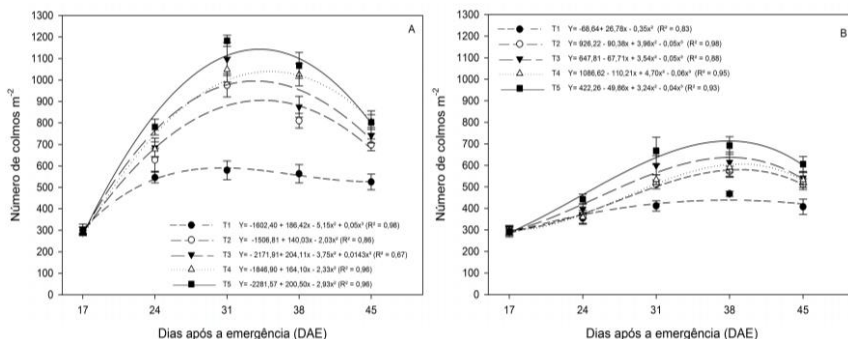 A
Número de colmos m⁻²
1300
1200
1100
1000
900
800
700
600
500
400
300
200
100
0
T1 Y= -1602,40 + 186,42x - 5,15x² + 0,05x³ (R² = 0,98)
T2 Y= -1508,81 + 140,03x - 2,03x² (R² = 0,86)
T3 Y= - 2171,91+ 204,11x - 3,75x² + 0,0143x³ (R² = 0,67)
T4 Y= -1846,90 + 164,10x - 2,33x² (R² = 0,96)
T5 Y= -2281,57 + 200,50x - 2,93x² (R² = 0,96)
17 24 31 38 45
Dias após a emergência (DAE)
B
Número de colmos m⁻²
1300
1200
1100
1000
900
800
700
600
500
400
300
200
100
0
T1 Y= -68,64+ 26,78x - 0,35x² (R² = 0,83)
T2 Y= 926,22 - 90,38x + 3,96x² - 0,05x³ (R² = 0,98)
T3 Y= 647,81 - 67,71x + 3,54x² - 0,05x³ (R² = 0,88)
T4 Y= 1086,62 - 110,21x + 4,70x² - 0,06x³ (R² = 0,95)
T5 Y= 422,26 - 49,86x + 3,24x² - 0,04x³ (R² = 0,93)
17 24 31 38 45
Dias após a emergência (DAE)